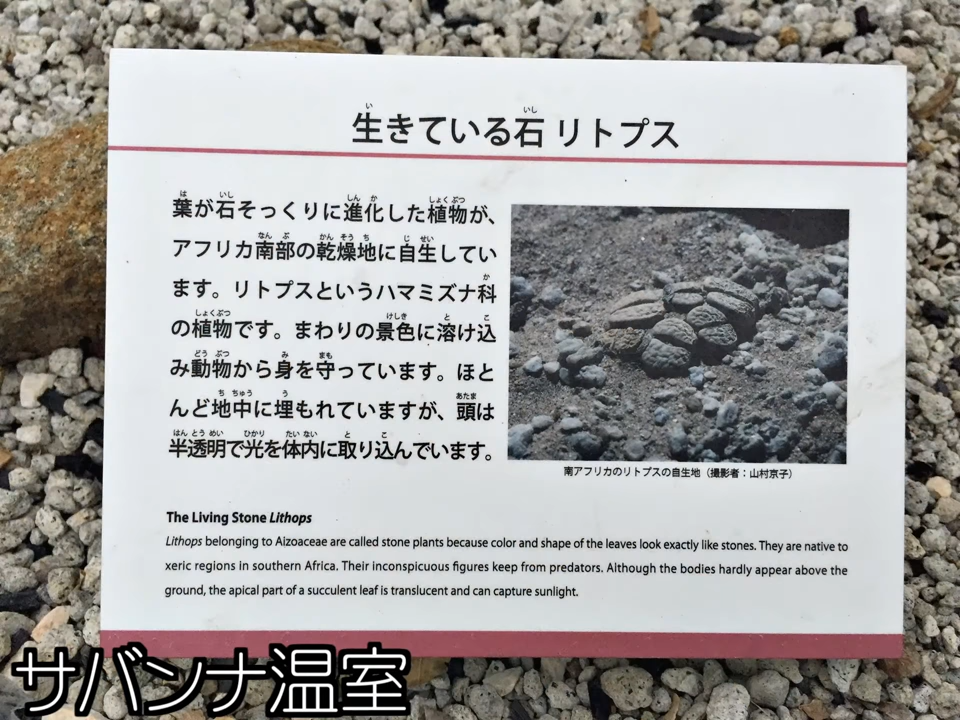 生きている石 リトプス
葉が石そっくりに進化した植物が、
アフリカ南部の乾燥地に自生してい
ます。リトプスというハマミズナ科
の植物です。まわりの景色に溶け込
み動物から身を守っています。ほと
んど地中に埋もれていますが、頭は
半透明で光を体内に取り込んでいます。
南アフリカのリトプスの自生地（撮影者：山村京子）
The Living Stone Lithops
Lithops belonging to Aizoaceae are called stone plants because color and shape of the leaves look exactly like stones. They are native to
xeric regions in southern Africa. Their inconspicuous figures keep from predators. Although the bodies hardly appear above the
ground, the apical part of a succulent leaf is translucent and can capture sunlight.
サバンナ温室